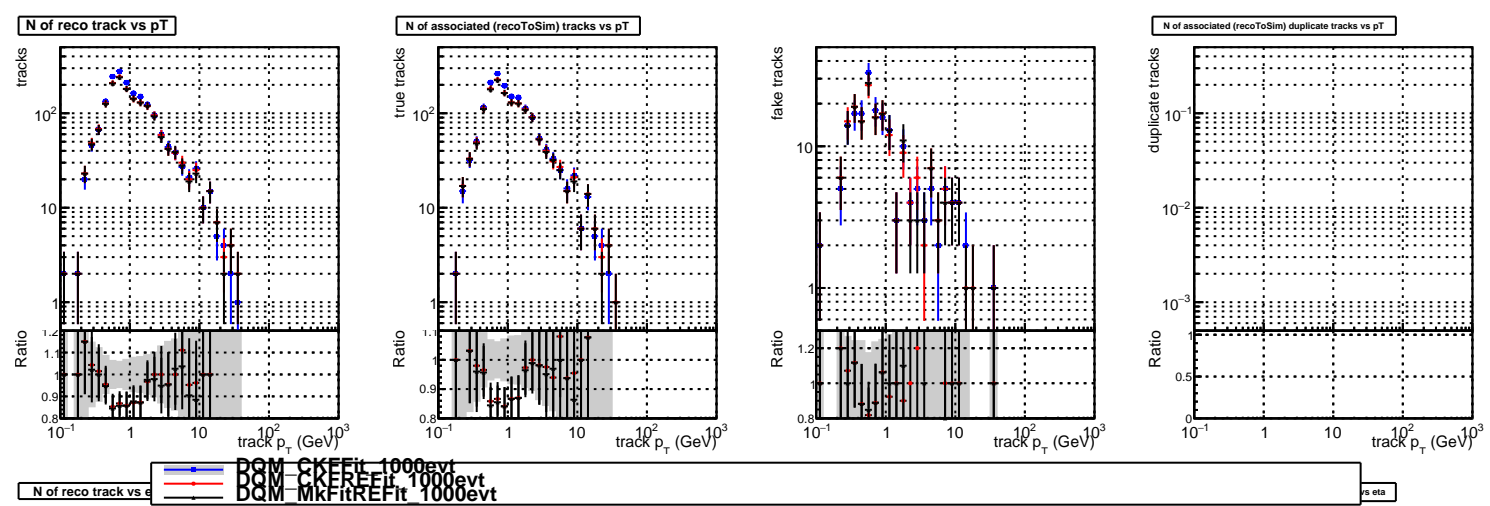 N of reco track vs pT
N of associated (recoToSim) tracks vs pT
N of associated (recoToSim) duplicate tracks vs pT
tracks
10²
10
1
Ratio
1.2
1.1
1
0.9
0.8
10⁻¹ 1 10 10² 10³
track p_T (GeV)
true tracks
10²
10
1
Ratio
1.1
1
0.9
0.8
10⁻¹ 1 10 10² 10³
track p_T (GeV)
fake tracks
10
1
Ratio
1.2
1
0.8
10⁻¹ 1 10 10² 10³
track p_T (GeV)
duplicate tracks
10⁻¹
10⁻²
10⁻³
Ratio
1
0.5
0
10⁻¹ 1 10 10² 10³
track p_T (GeV)
DQM_CKFFit_1000evt
DQM_CKFREFit_1000evt
DQM_MkFitREFit_1000evt
N of reco track vs e
vs eta